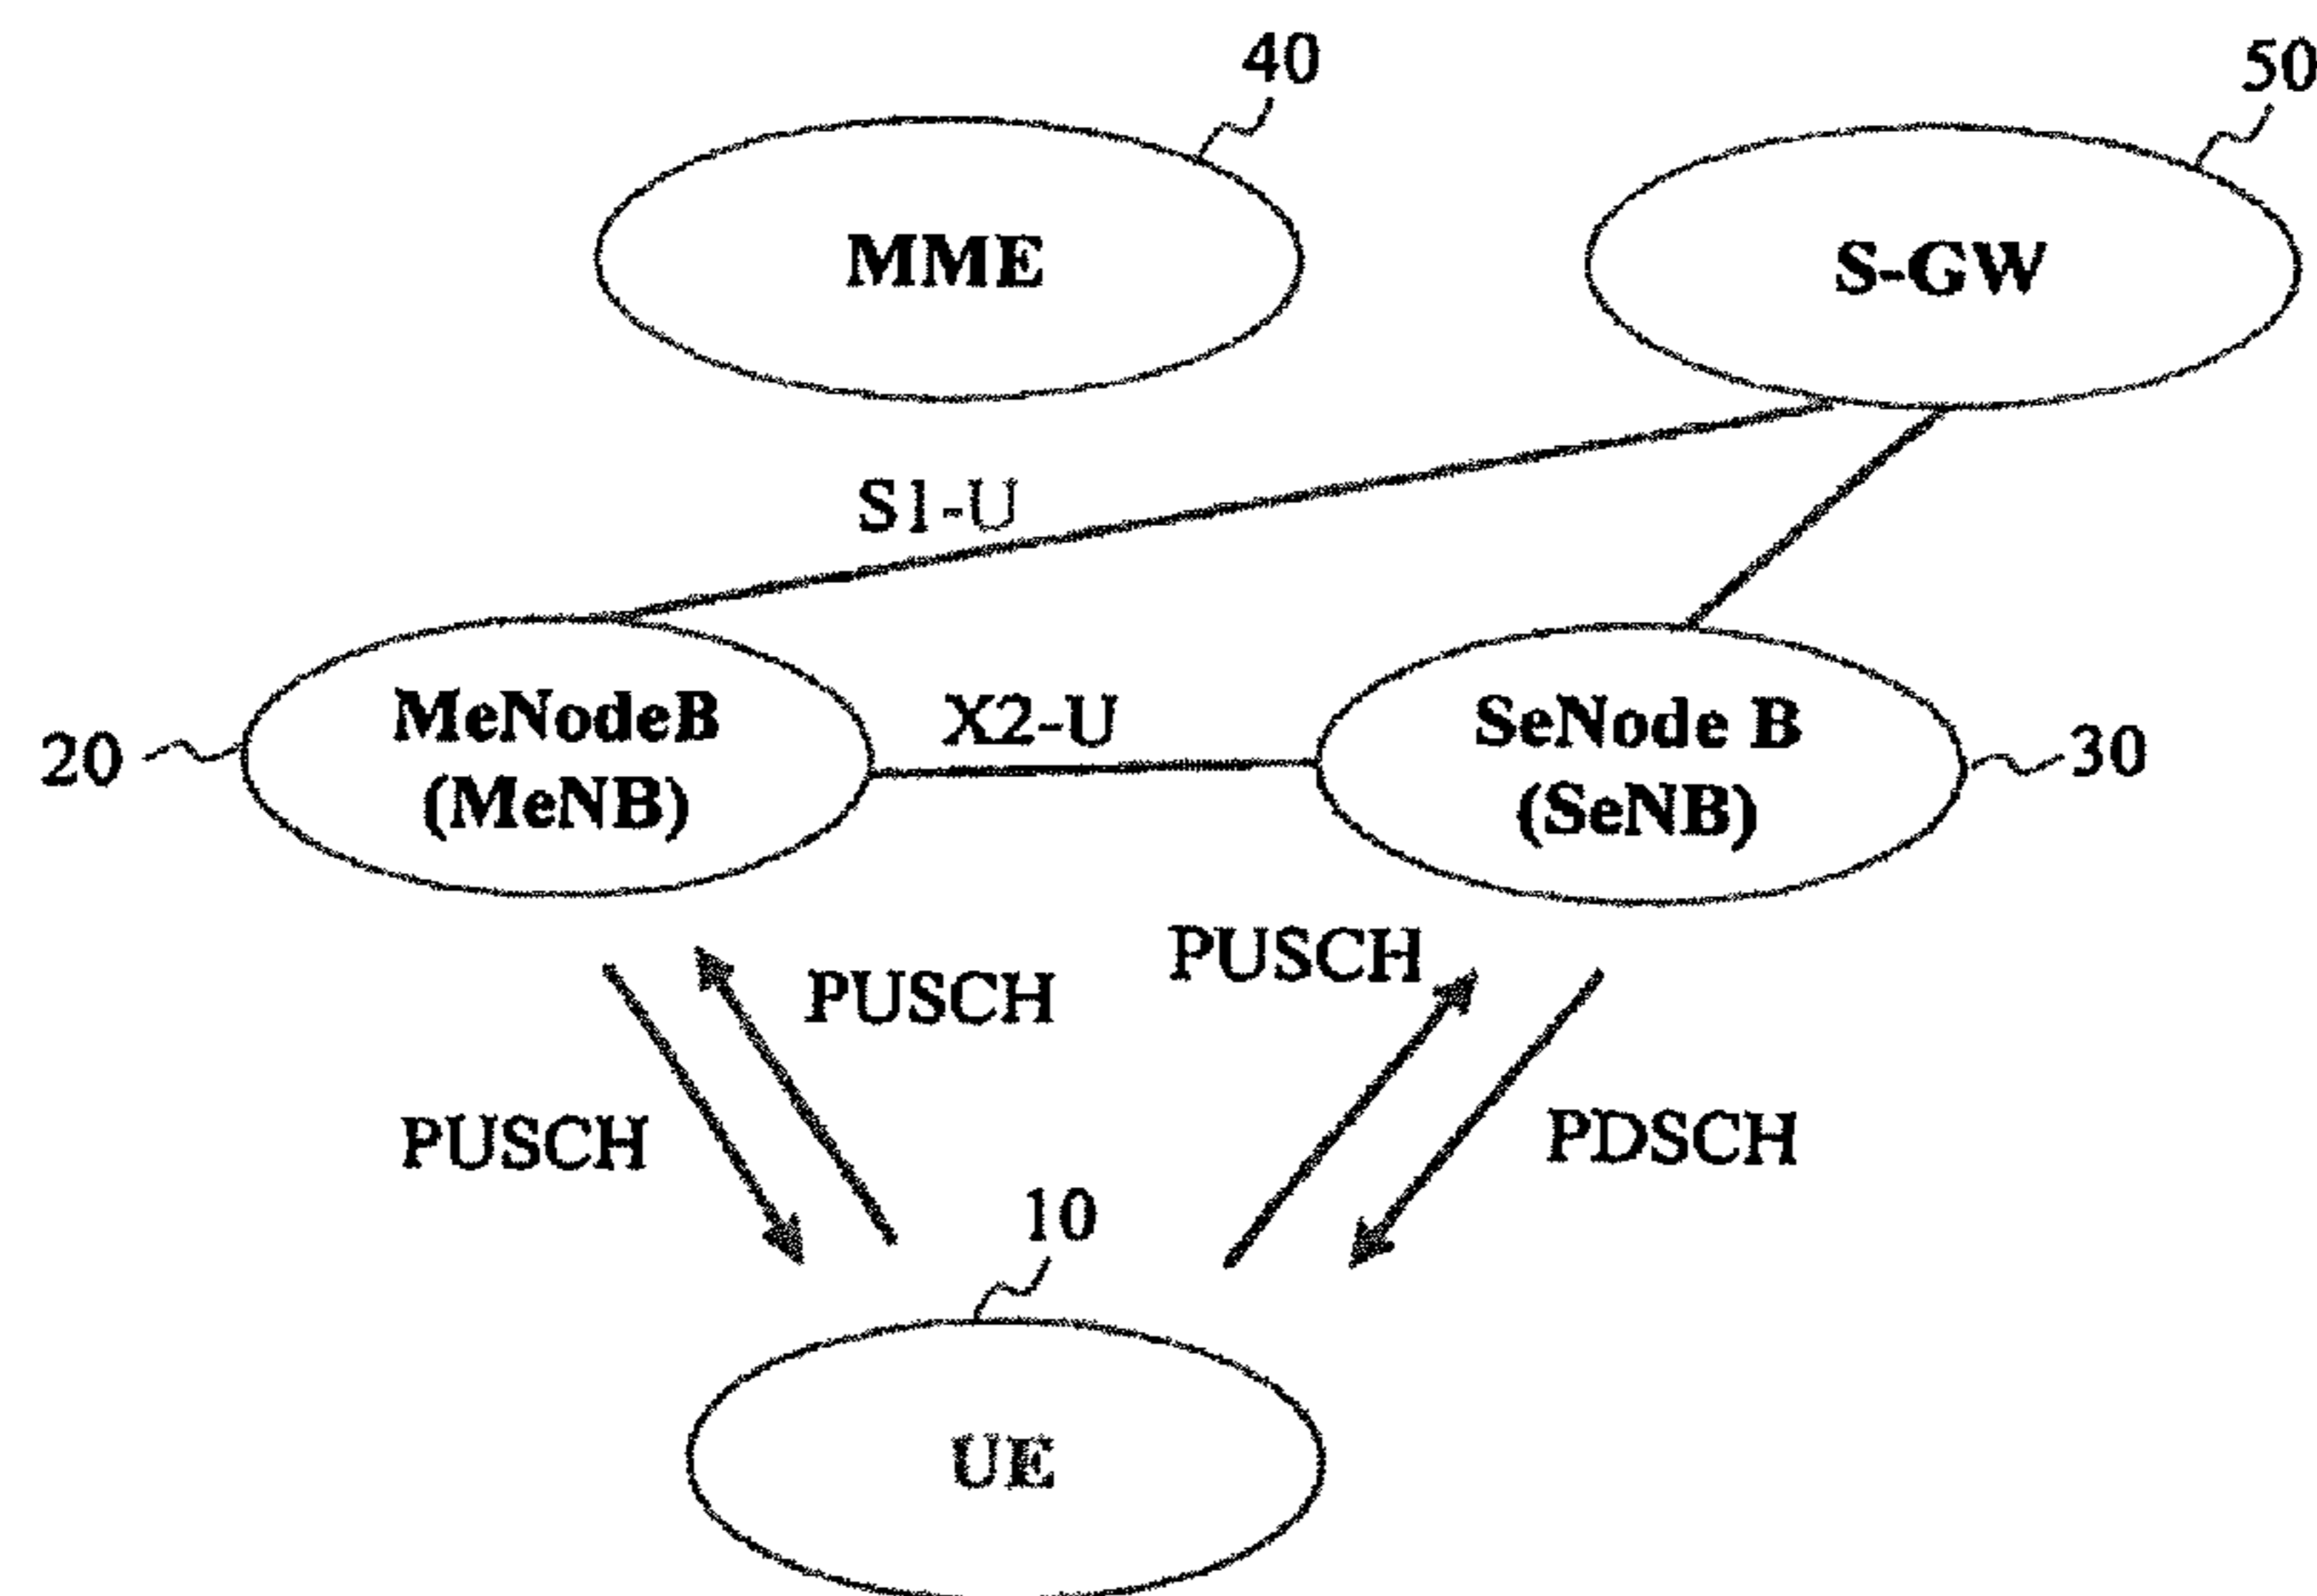 40
50
MME
S-GW
S1-U
MeNodeB
(MeNB)
X2-U
SeNode B
(SeNB)
20
30
PUSCH
PUSCH
PUSCH
PDSCH
10
UE